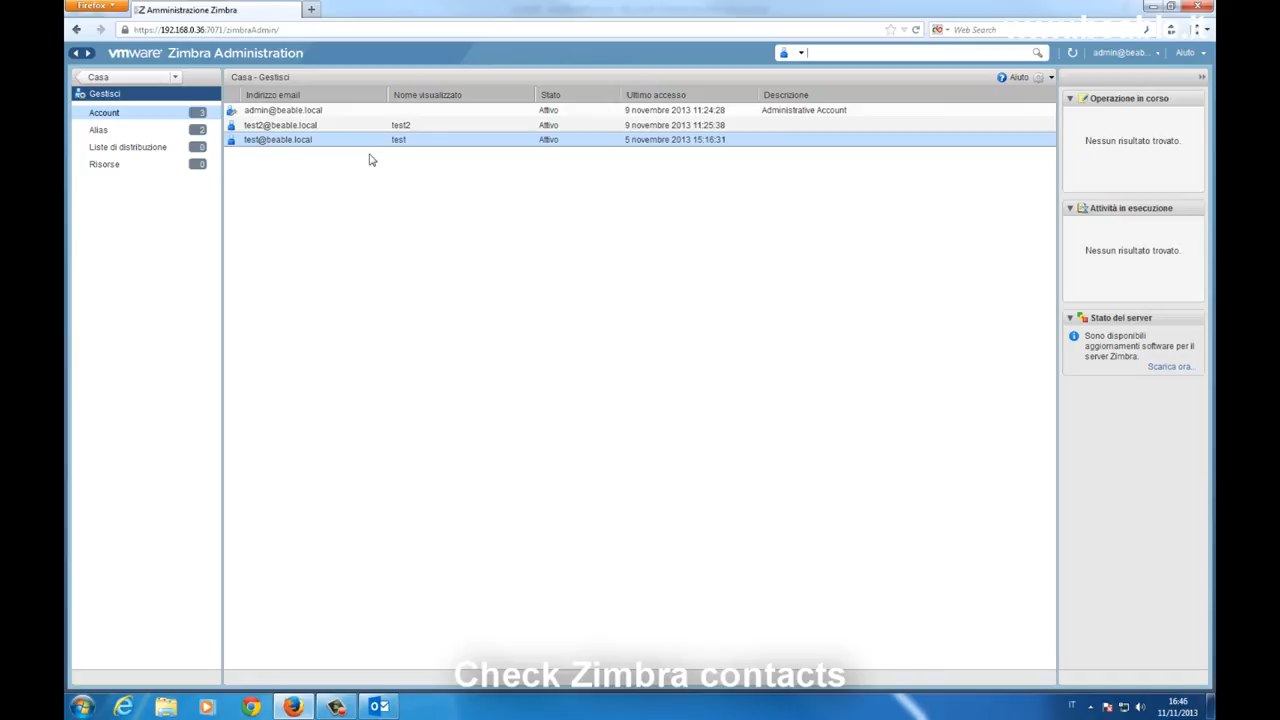 Firefox
Amministrazione Zimbra
https://192.168.0.36:7071/zimbraAdmin/
Web Search
vmware Zimbra Administration
admin@beab...
Aiuto
Casa
Casa - Gestisci
Aiuto
Gestisci
Indirizzo email Nome visualizzato Stato Ultimo accesso Descrizione
Account 3
Alias 2
Liste di distribuzione 0
Risorse 0
admin@beable.local Attivo 9 novembre 2013 11:24:28 Administrative Account
test2@beable.local test2 Attivo 9 novembre 2013 11:25:38
test@beable.local test Attivo 5 novembre 2013 15:16:31
Operazione in corso
Nessun risultato trovato.
Attività in esecuzione
Nessun risultato trovato.
Stato del server
Sono disponibili
aggiornamenti software per il
server Zimbra.
Scarica ora..
Check Zimbra contacts
IT
16:46
11/11/2013